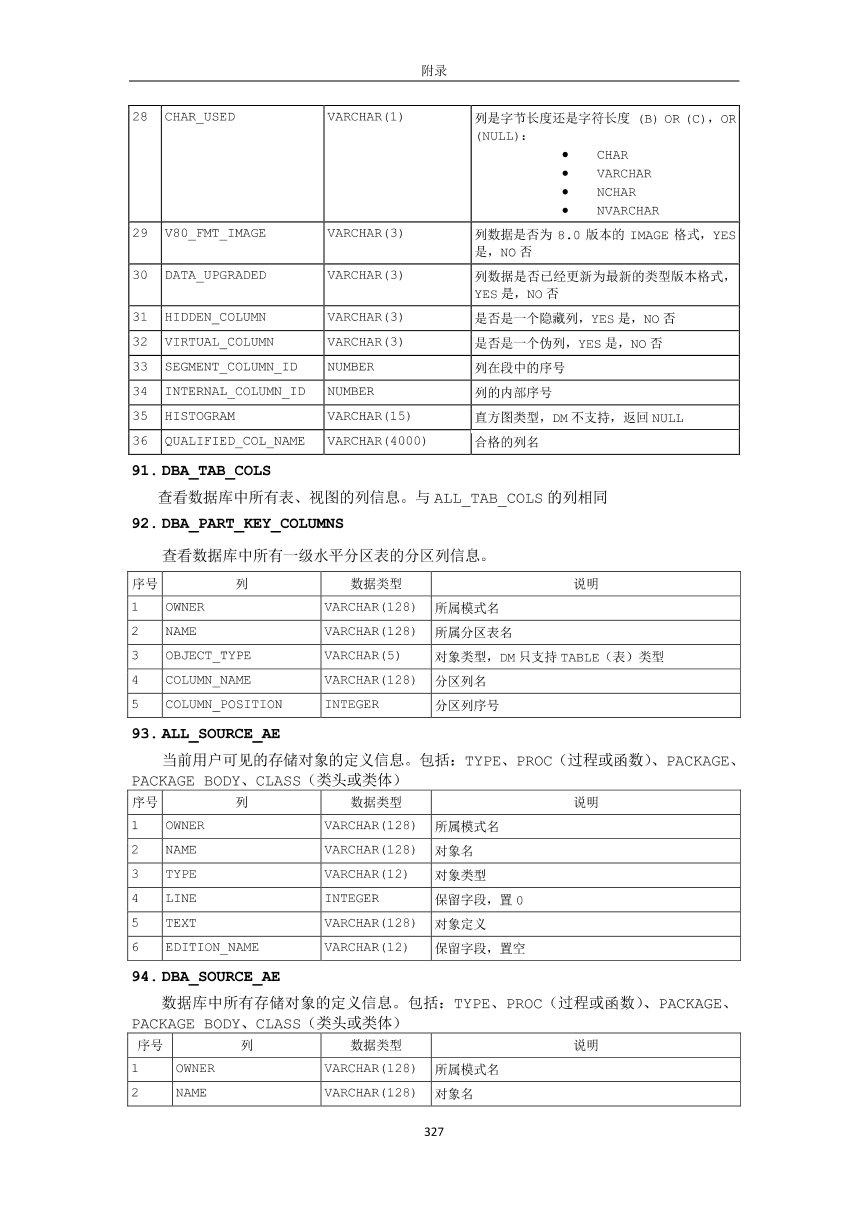 附录
28 CHAR_USED VARCHAR(1) 列是字节长度还是字符长度 (B) OR (C)，OR
(NULL)：
• CHAR
• VARCHAR
• NCHAR
• NVARCHAR
29 V80_FMT_IMAGE VARCHAR(3) 列数据是否为 8.0 版本的 IMAGE 格式，YES
是，NO 否
30 DATA_UPGRADED VARCHAR(3) 列数据是否已经更新为最新的类型版本格式，
YES 是，NO 否
31 HIDDEN_COLUMN VARCHAR(3) 是否是一个隐藏列，YES 是，NO 否
32 VIRTUAL_COLUMN VARCHAR(3) 是否是一个伪列，YES 是，NO 否
33 SEGMENT_COLUMN_ID NUMBER 列在段中的序号
34 INTERNAL_COLUMN_ID NUMBER 列的内部序号
35 HISTOGRAM VARCHAR(15) 直方图类型，DM 不支持，返回 NULL
36 QUALIFIED_COL_NAME VARCHAR(4000) 合格的列名
91．DBA_TAB_COLS
查看数据库中所有表、视图的列信息。与 ALL_TAB_COLS 的列相同
92．DBA_PART_KEY_COLUMNS
查看数据库中所有一级水平分区表的分区列信息。
序号 列 数据类型 说明
1 OWNER VARCHAR(128) 所属模式名
2 NAME VARCHAR(128) 所属分区表名
3 OBJECT_TYPE VARCHAR(5) 对象类型，DM 只支持 TABLE（表）类型
4 COLUMN_NAME VARCHAR(128) 分区列名
5 COLUMN_POSITION INTEGER 分区列序号
93．ALL_SOURCE_AE
当前用户可见的存储对象的定义信息。包括：TYPE、PROC（过程或函数）、PACKAGE、
PACKAGE BODY、CLASS（类头或类体）
序号 列 数据类型 说明
1 OWNER VARCHAR(128) 所属模式名
2 NAME VARCHAR(128) 对象名
3 TYPE VARCHAR(12) 对象类型
4 LINE INTEGER 保留字段，置 0
5 TEXT VARCHAR(128) 对象定义
6 EDITION_NAME VARCHAR(12) 保留字段，置空
94．DBA_SOURCE_AE
数据库中所有存储对象的定义信息。包括：TYPE、PROC（过程或函数）、PACKAGE、
PACKAGE BODY、CLASS（类头或类体）
序号 列 数据类型 说明
1 OWNER VARCHAR(128) 所属模式名
2 NAME VARCHAR(128) 对象名
327